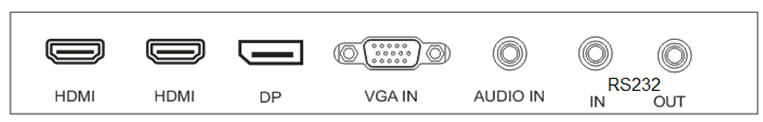 RS232
HDMI HDMI DP VGA IN AUDIO IN IN OUT